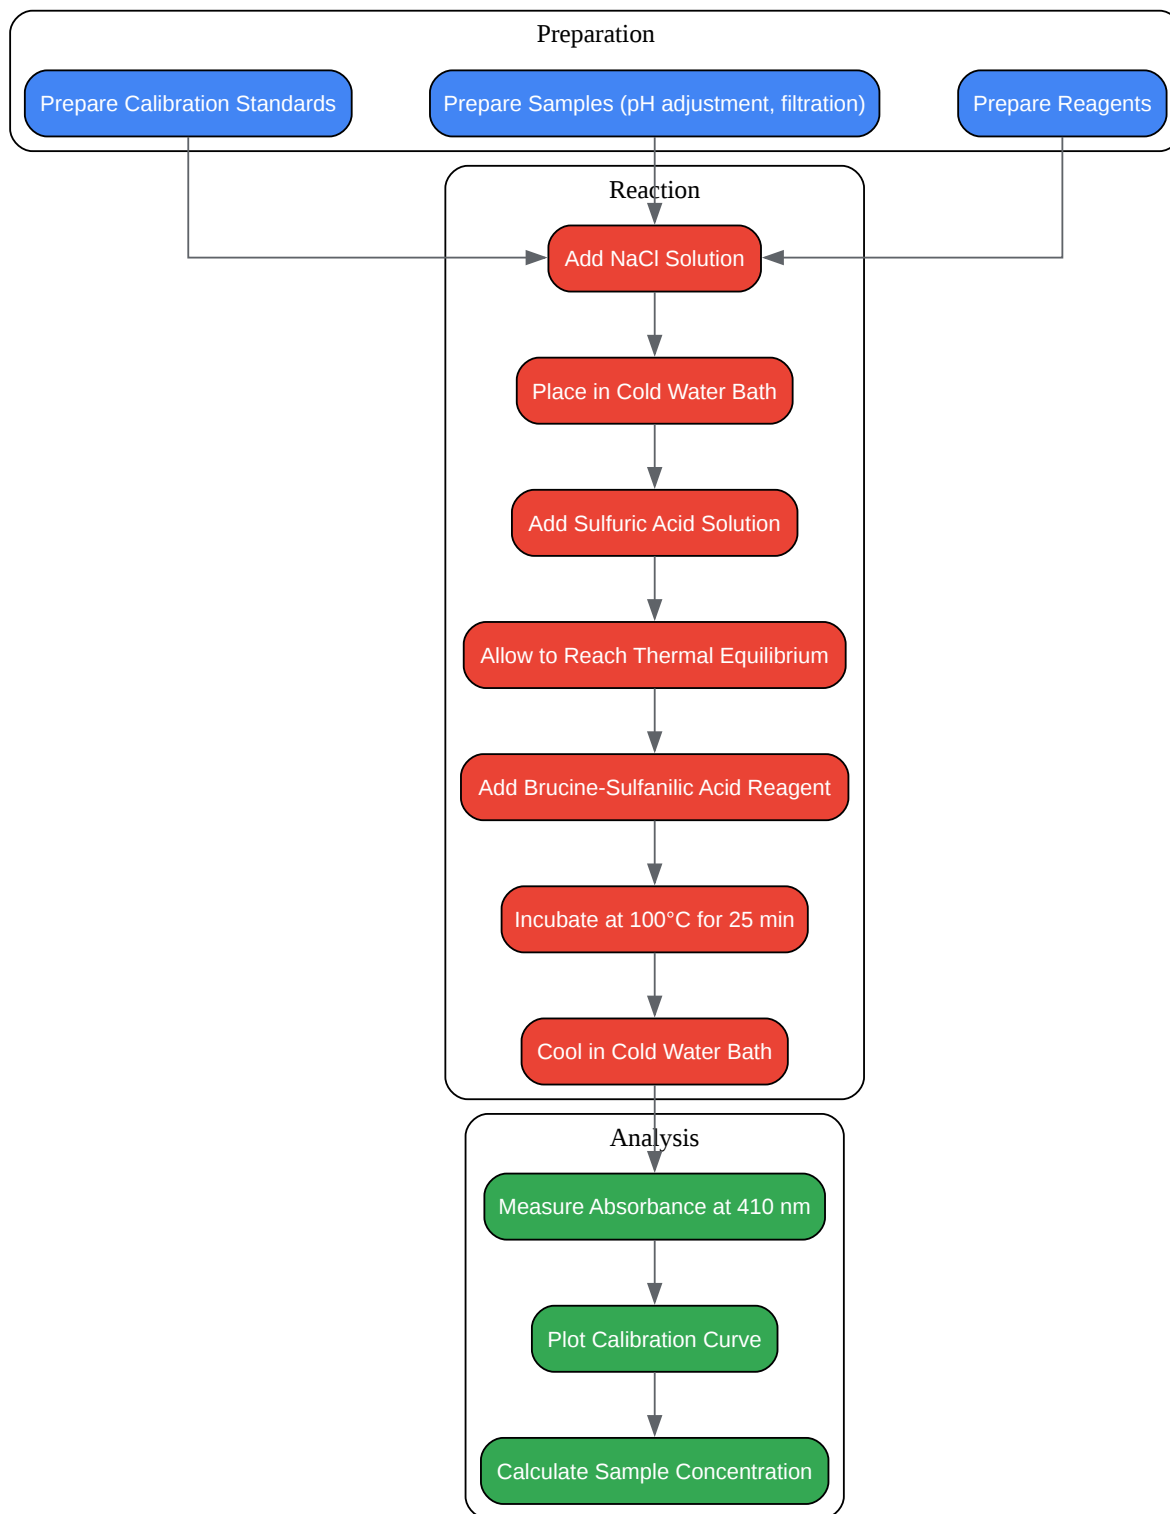 Preparation
Prepare Calibration Standards
Prepare Samples (pH adjustment, filtration)
Prepare Reagents
Reaction
Add NaCl Solution
Place in Cold Water Bath
Add Sulfuric Acid Solution
Allow to Reach Thermal Equilibrium
Add Brucine-Sulfanilic Acid Reagent
Incubate at 100°C for 25 min
Cool in Cold Water Bath
Analysis
Measure Absorbance at 410 nm
Plot Calibration Curve
Calculate Sample Concentration